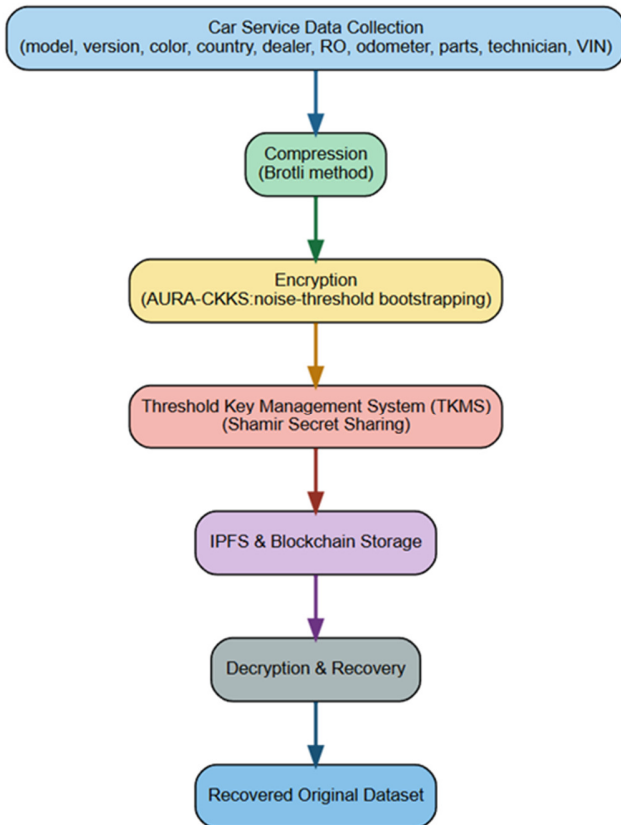 Car Service Data Collection
(model, version, color, country, dealer, RO, odometer, parts, technician, VIN)
Compression
(Brotli method)
Encryption
(AURA-CKKS:noise-threshold bootstrapping)
Threshold Key Management System (TKMS)
(Shamir Secret Sharing)
IPFS & Blockchain Storage
Decryption & Recovery
Recovered Original Dataset